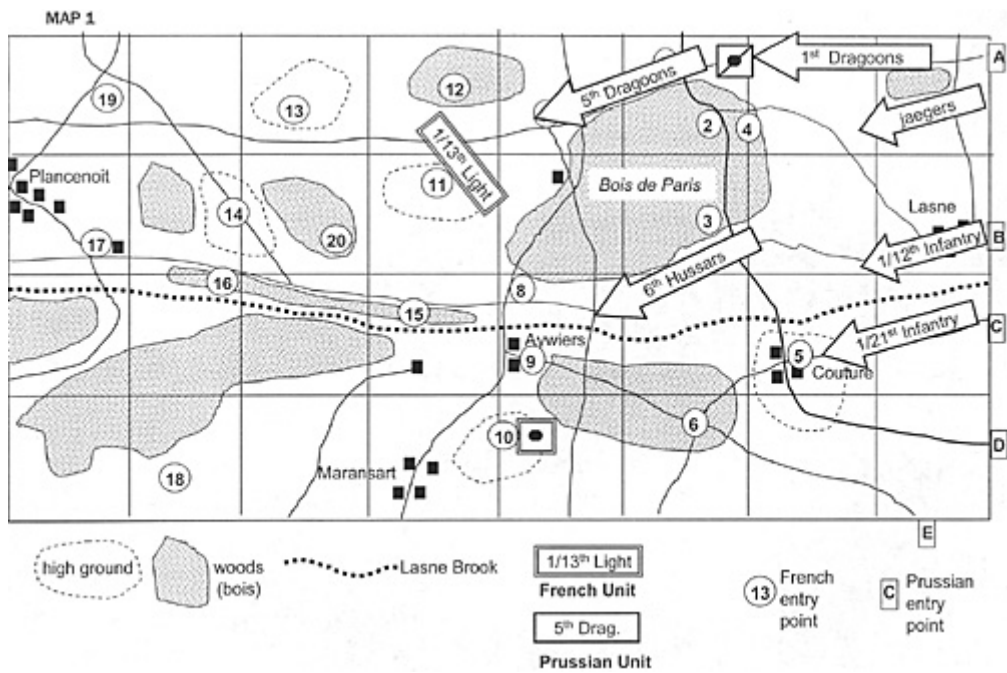 MAP 1
A
1st Dragoons
5th Dragoons
19
13
12
jaegers
2
4
1/13th Light
Plancenoit
11
Bois de Paris
14
Lasne
20
3
17
B
1/12th Infantry
6th Hussars
16
8
15
C
1/21st Infantry
Aywiers
9
5
Couture
6
10
D
Maransart
18
E
high ground
woods
(bois)
Lasne Brook
1/13th Light
French Unit
5th Drag.
Prussian Unit
13
French
entry
point
C
Prussian
entry
point